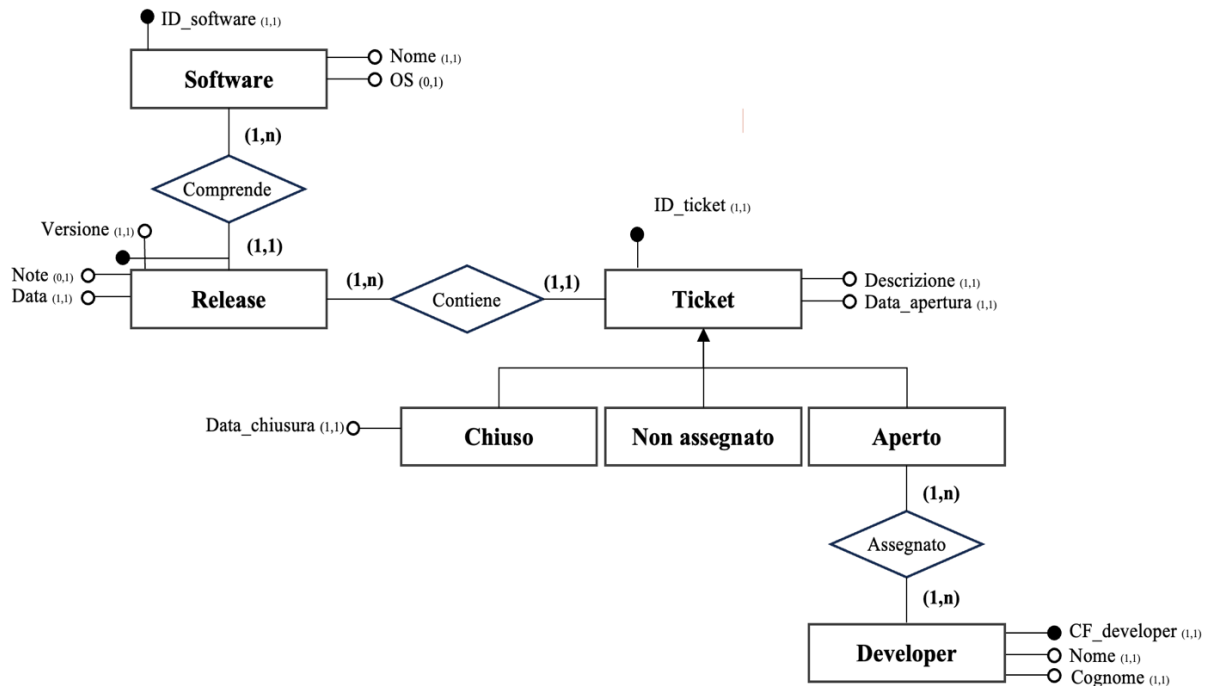 ID_software (1,1)
Software
Nome (1,1)
OS (0,1)
(1,n)
Comprende
Versione (1,1)
(1,1)
Note (0,1)
Data (1,1)
Release
(1,n)
Contiene
(1,1)
ID_ticket (1,1)
Ticket
Descrizione (1,1)
Data_apertura (1,1)
Data_chiusura (1,1)
Chiuso
Non assegnato
Aperto
(1,n)
Assegnato
(1,n)
Developer
CF_developer (1,1)
Nome (1,1)
Cognome (1,1)